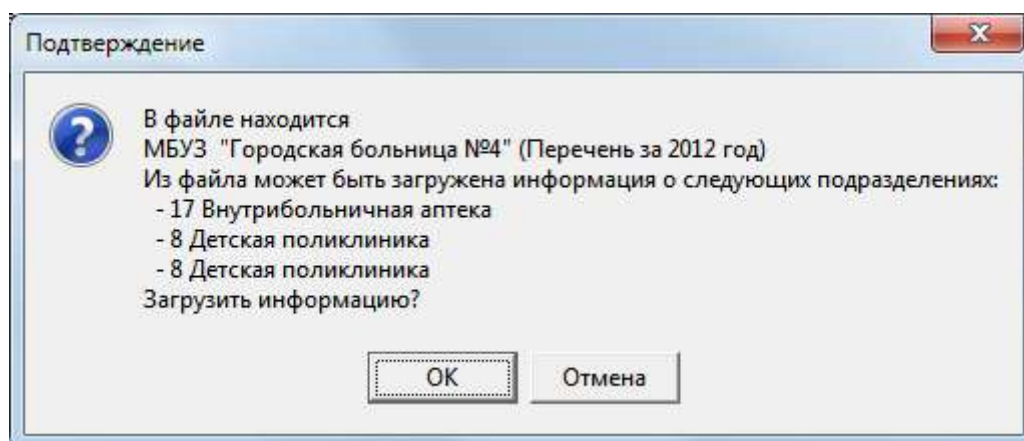 Подтверждение
В файле находится
МБУЗ "Городская больница №4" (Перечень за 2012 год)
Из файла может быть загружена информация о следующих подразделениях:
- 17 Внутрибольничная аптека
- 8 Детская поликлиника
- 8 Детская поликлиника
Загрузить информацию?
OK Отмена